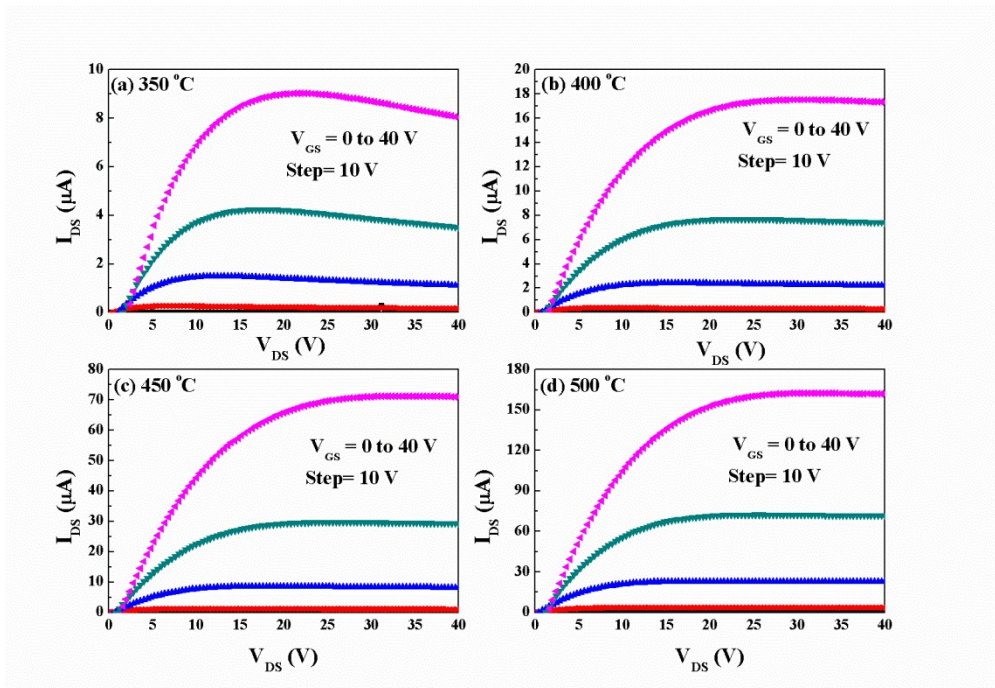 (a) 350 °C
V_GS = 0 to 40 V
Step= 10 V
I_DS (μA)
10
8
6
4
2
0
0 5 10 15 20 25 30 35 40
V_DS (V)
(b) 400 °C
V_GS = 0 to 40 V
Step= 10 V
I_DS (μA)
20
18
16
14
12
10
8
6
4
2
0
0 5 10 15 20 25 30 35 40
V_DS (V)
(c) 450 °C
V_GS = 0 to 40 V
Step= 10 V
I_DS (μA)
80
70
60
50
40
30
20
10
0
0 5 10 15 20 25 30 35 40
V_DS (V)
(d) 500 °C
V_GS = 0 to 40 V
Step= 10 V
I_DS (μA)
180
150
120
90
60
30
0
0 5 10 15 20 25 30 35 40
V_DS (V)